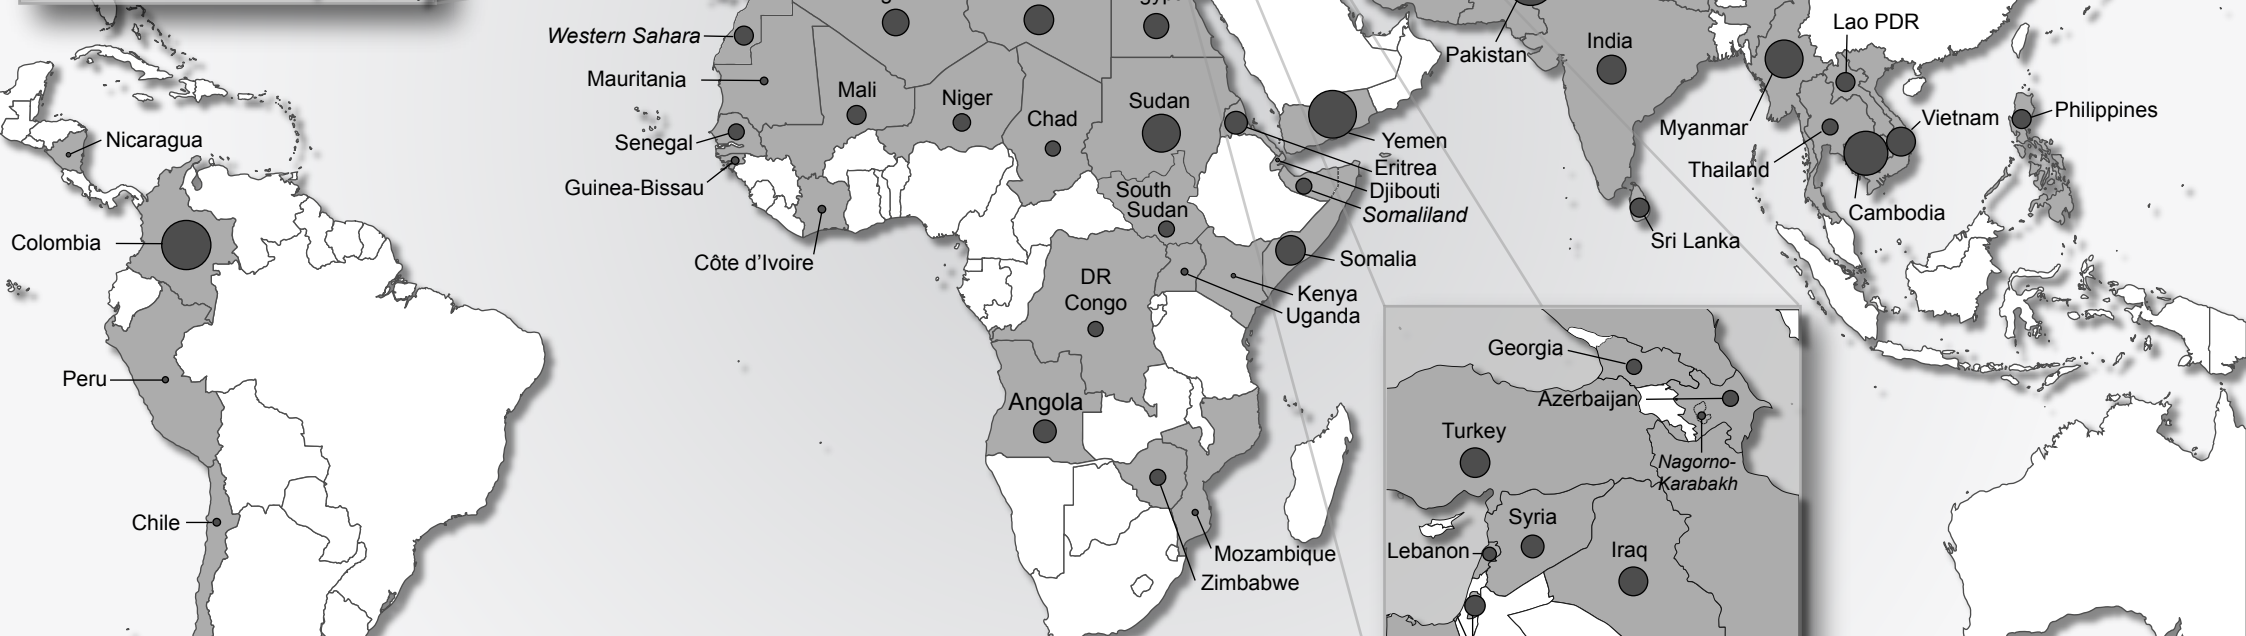 Lao PDR
Western Sahara
India
Pakistan
Mauritania
Mali
Niger
Sudan
Chad
Philippines
Vietnam
Myanmar
Nicaragua
Senegal
Yemen
Eritrea
Thailand
Guinea-Bissau
Djibouti
South
Sudan
Somaliland
Cambodia
Colombia
Sri Lanka
Côte d’Ivoire
Somalia
DR
Congo
Kenya
Uganda
Georgia
Peru
Azerbaijan
Angola
Turkey
Nagorno-
Karabakh
Chile
Syria
Lebanon
Iraq
Mozambique
Zimbabwe